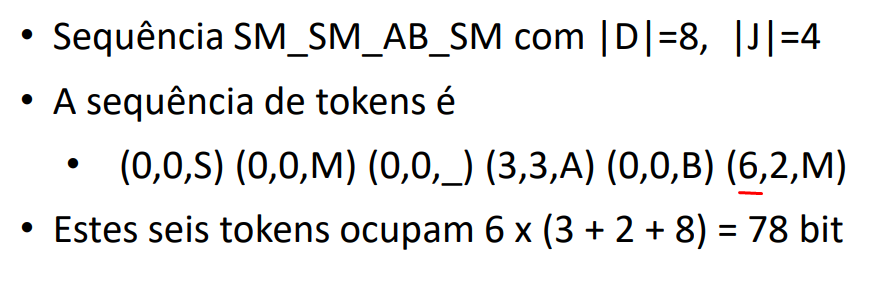 • Sequência SM_SM_AB_SM com |D|=8, |J|=4
• A sequência de tokens é
• (0,0,S) (0,0,M) (0,0,_) (3,3,A) (0,0,B) (6,2,M)
• Estes seis tokens ocupam 6 x (3 + 2 + 8) = 78 bit